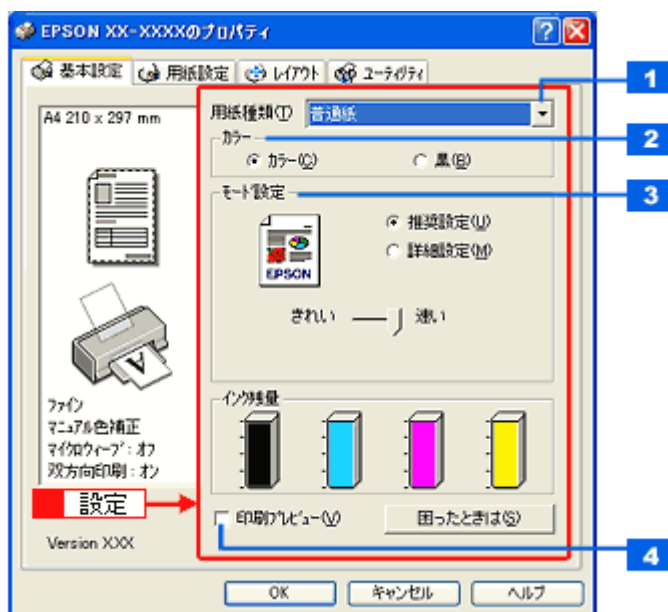 EPSON XX-XXXXのプロパティ
基本設定 用紙設定 レイアウト ユーティリティ
A4 210 x 297 mm
用紙種類(T) 普通紙
1
カラー
2
カラー(C) 黒(B)
モード設定
3
推奨設定(U)
詳細設定(M)
EPSON
きれい 速い
A
ファイン
マニュアル色補正
マイクロウィーブ:オフ
双方向印刷:オン
インク残量
設定
印刷プレビュー(V) 困ったときは(S)
Version XXX
4
OK キャンセル ヘルプ